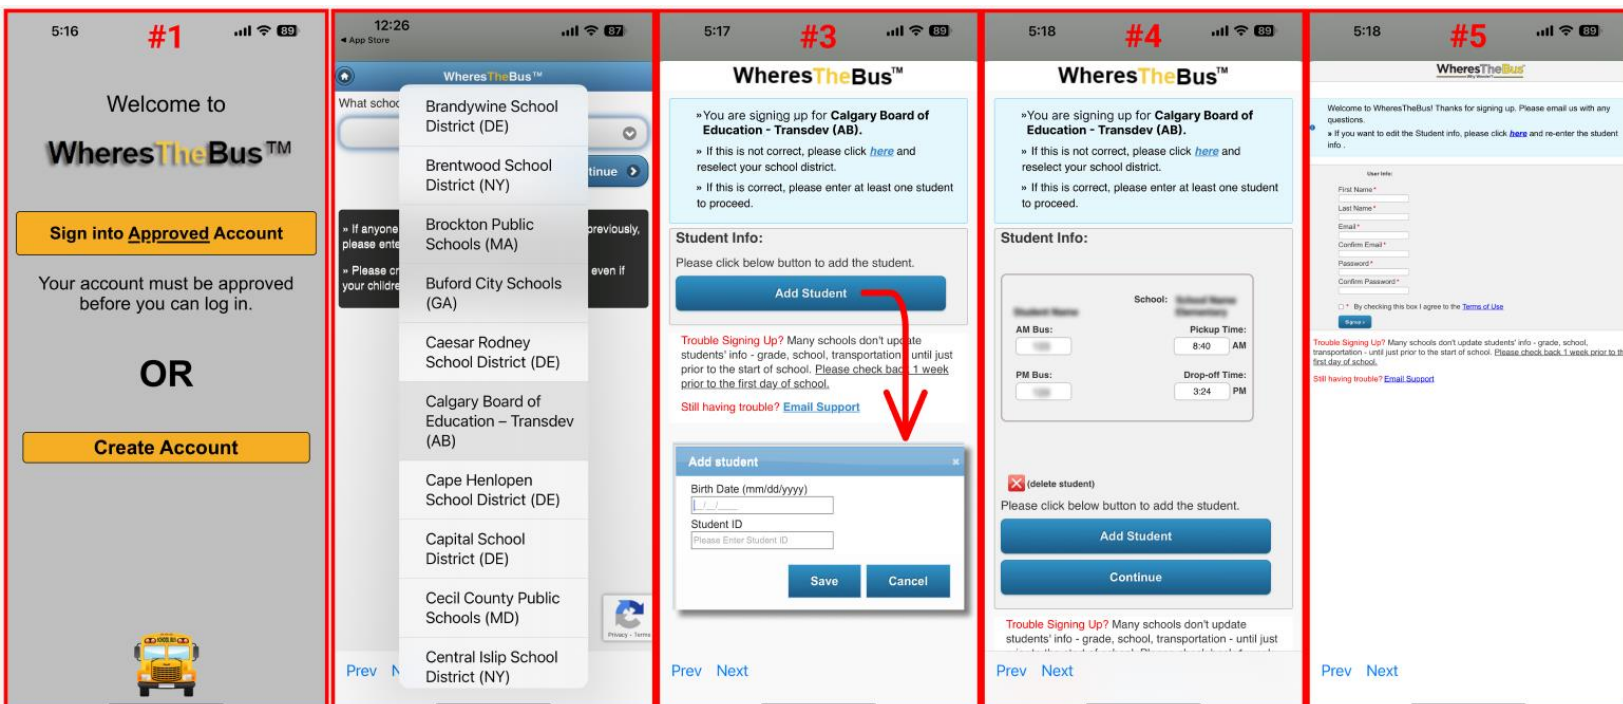 5:16
#1
89
Welcome to
WheresTheBus™
Sign into Approved Account
Your account must be approved
before you can log in.
OR
Create Account
SCHOOL BUS
12:26
App Store
87
WheresTheBus™
What schoo
Brandywine School
District (DE)
Brentwood School
District (NY)
tinue
Brockton Public
Schools (MA)
» If anyone
previously,
please ente
» Please cr
even if
your childre
Buford City Schools
(GA)
Caesar Rodney
School District (DE)
Calgary Board of
Education – Transdev
(AB)
Cape Henlopen
School District (DE)
Capital School
District (DE)
Cecil County Public
Schools (MD)
Privacy - Terms
Central Islip School
District (NY)
Prev N
5:17
#3
89
WheresTheBus™
»You are signing up for Calgary Board of
Education - Transdev (AB).
» If this is not correct, please click here and
reselect your school district.
» If this is correct, please enter at least one student
to proceed.
Student Info:
Please click below button to add the student.
Add Student
Trouble Signing Up? Many schools don't update
students' info - grade, school, transportation until just
prior to the start of school. Please check back 1 week
prior to the first day of school.
Still having trouble? Email Support
Add student
Birth Date (mm/dd/yyyy)
__/__/____
Student ID
Please Enter Student ID
Save Cancel
Prev Next
5:18
#4
89
WheresTheBus™
»You are signing up for Calgary Board of
Education - Transdev (AB).
» If this is not correct, please click here and
reselect your school district.
» If this is correct, please enter at least one student
to proceed.
Student Info:
School: School Name
Student Name Elementary
AM Bus: Pickup Time:
8:40 AM
PM Bus: Drop-off Time:
3:24 PM
(delete student)
Please click below button to add the student.
Add Student
Continue
Trouble Signing Up? Many schools don't update
students' info - grade, school, transportation - until just
Prev Next
5:18
#5
89
WheresTheBus
Welcome to WheresTheBus! Thanks for signing up. Please email us with any
questions.
» If you want to edit the Student info, please click here and re-enter the student
info .
User Info:
First Name*
Last Name*
Email*
Confirm Email*
Password*
Confirm Password*
* By checking this box I agree to the Terms of Use
Signup »
Trouble Signing Up? Many schools don't update students' info - grade, school,
transportation - until just prior to the start of school. Please check back 1 week prior to th
first day of school.
Still having trouble? Email Support
Prev Next